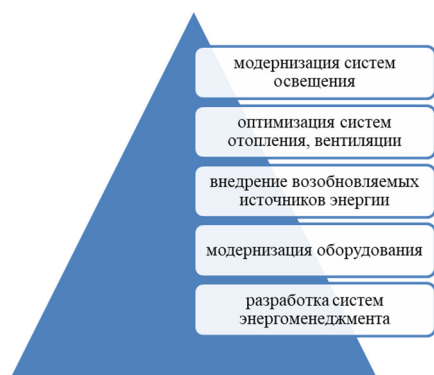 модернизация систем
освещения
оптимизация систем
отопления, вентиляции
внедрение возобновляемых
источников энергии
модернизация оборудования
разработка систем
энергоменеджмента